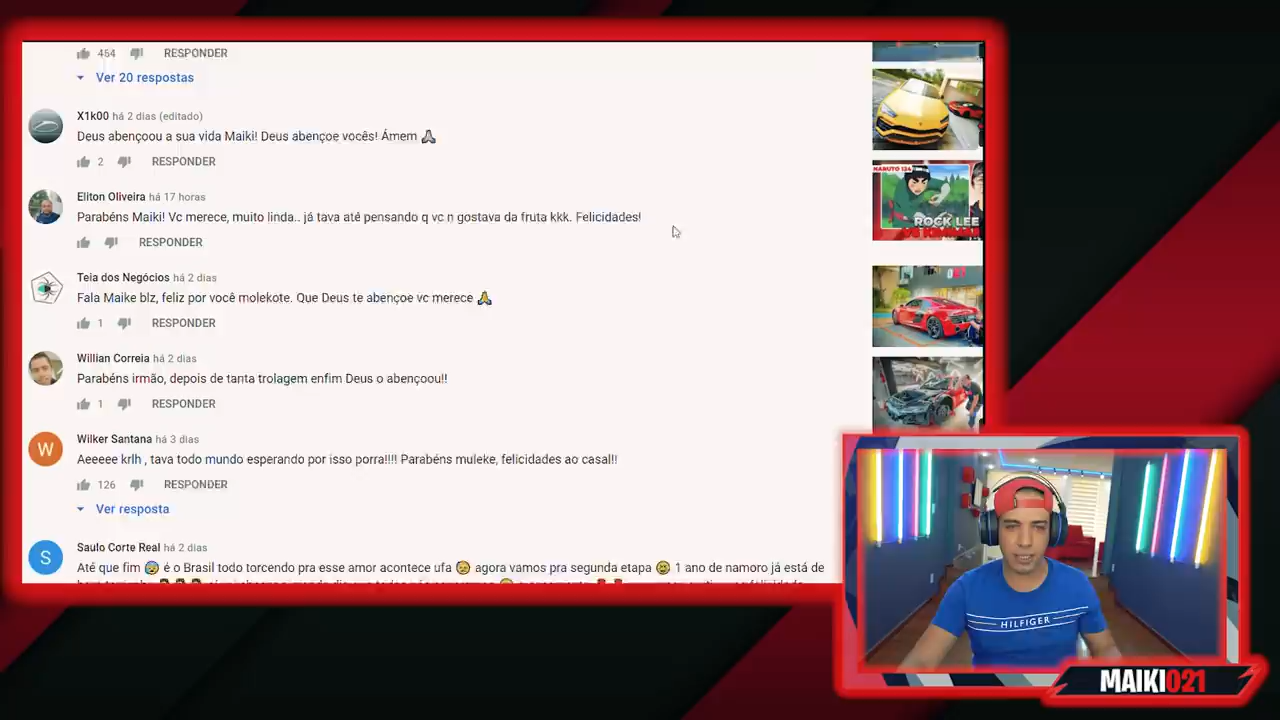 464 RESPONDER
Ver 20 respostas
X1k00 há 2 dias (editado)
Deus abençoou a sua vida Maiki! Deus abençoe vocês! Ámem 🙏
2 RESPONDER
Eliton Oliveira há 17 horas
Parabéns Maiki! Vc merece, muito linda.. já tava até pensando q vc n gostava da fruta kkk. Felicidades!
RESPONDER
Teia dos Negócios há 2 dias
Fala Maike blz, feliz por você molekote. Que Deus te abençoe vc merece 🙏
1 RESPONDER
Willian Correia há 2 dias
Parabéns irmão, depois de tanta trolagem enfim Deus o abençoou!!
1 RESPONDER
W
Wilker Santana há 3 dias
Aeeeee krlh , tava todo mundo esperando por isso porra!!!! Parabéns muleke, felicidades ao casal!!
126 RESPONDER
Ver resposta
S
Saulo Corte Real há 2 dias
Até que fim é o Brasil todo torcendo pra esse amor acontece ufa agora vamos pra segunda etapa 1 ano de namoro já está de
NARUTO 124
ROCK LEE
HILFIGER
MAIKI021